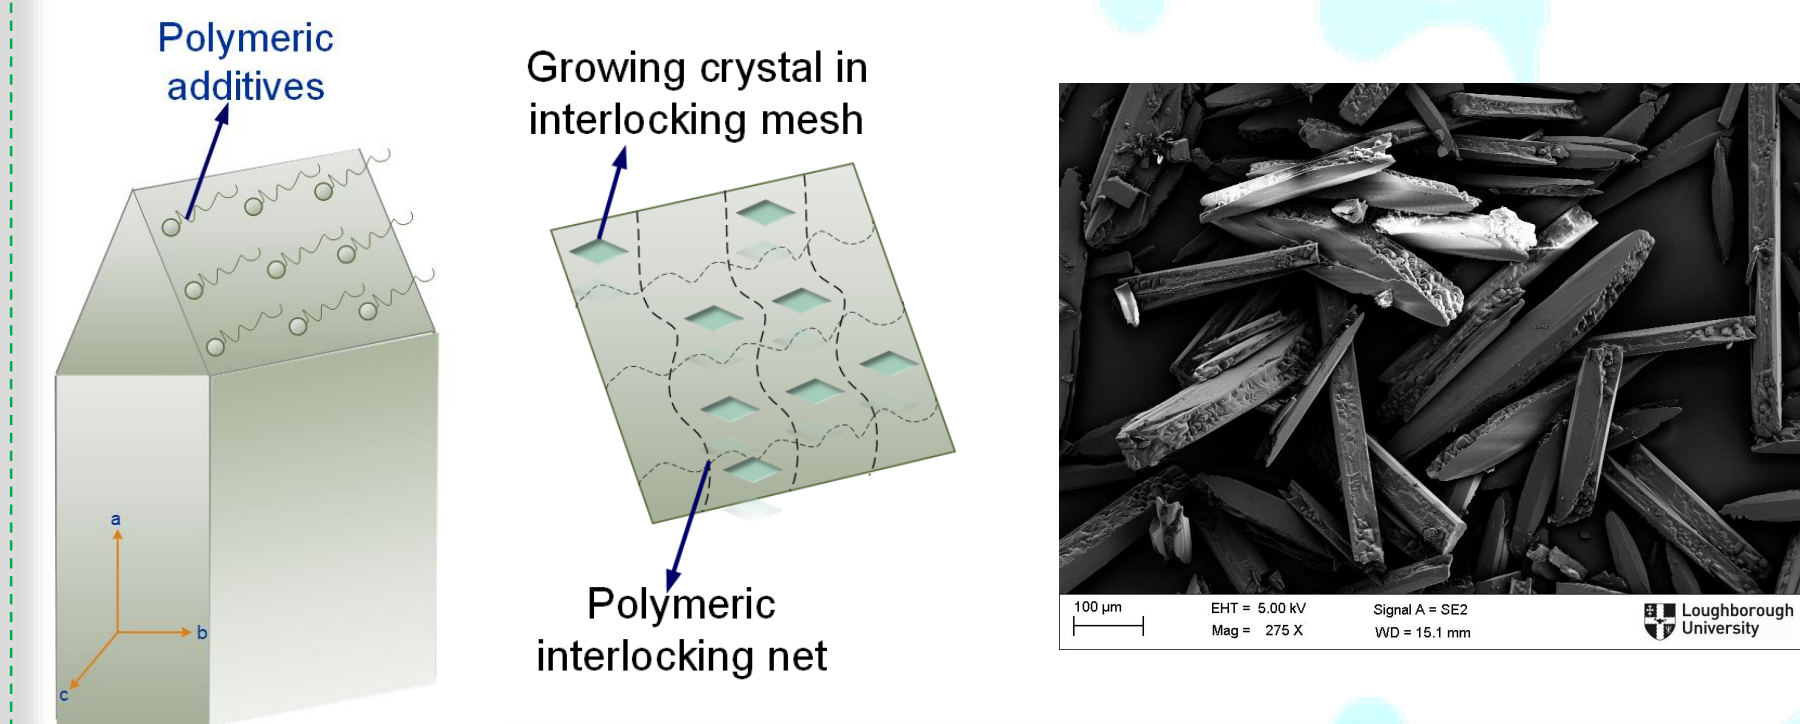 Polymeric
additives
Growing crystal in
interlocking mesh
a
b
c
Polymeric
interlocking net
100 µm
EHT = 5.00 kV
Mag = 275 X
Signal A = SE2
WD = 15.1 mm
Loughborough
University